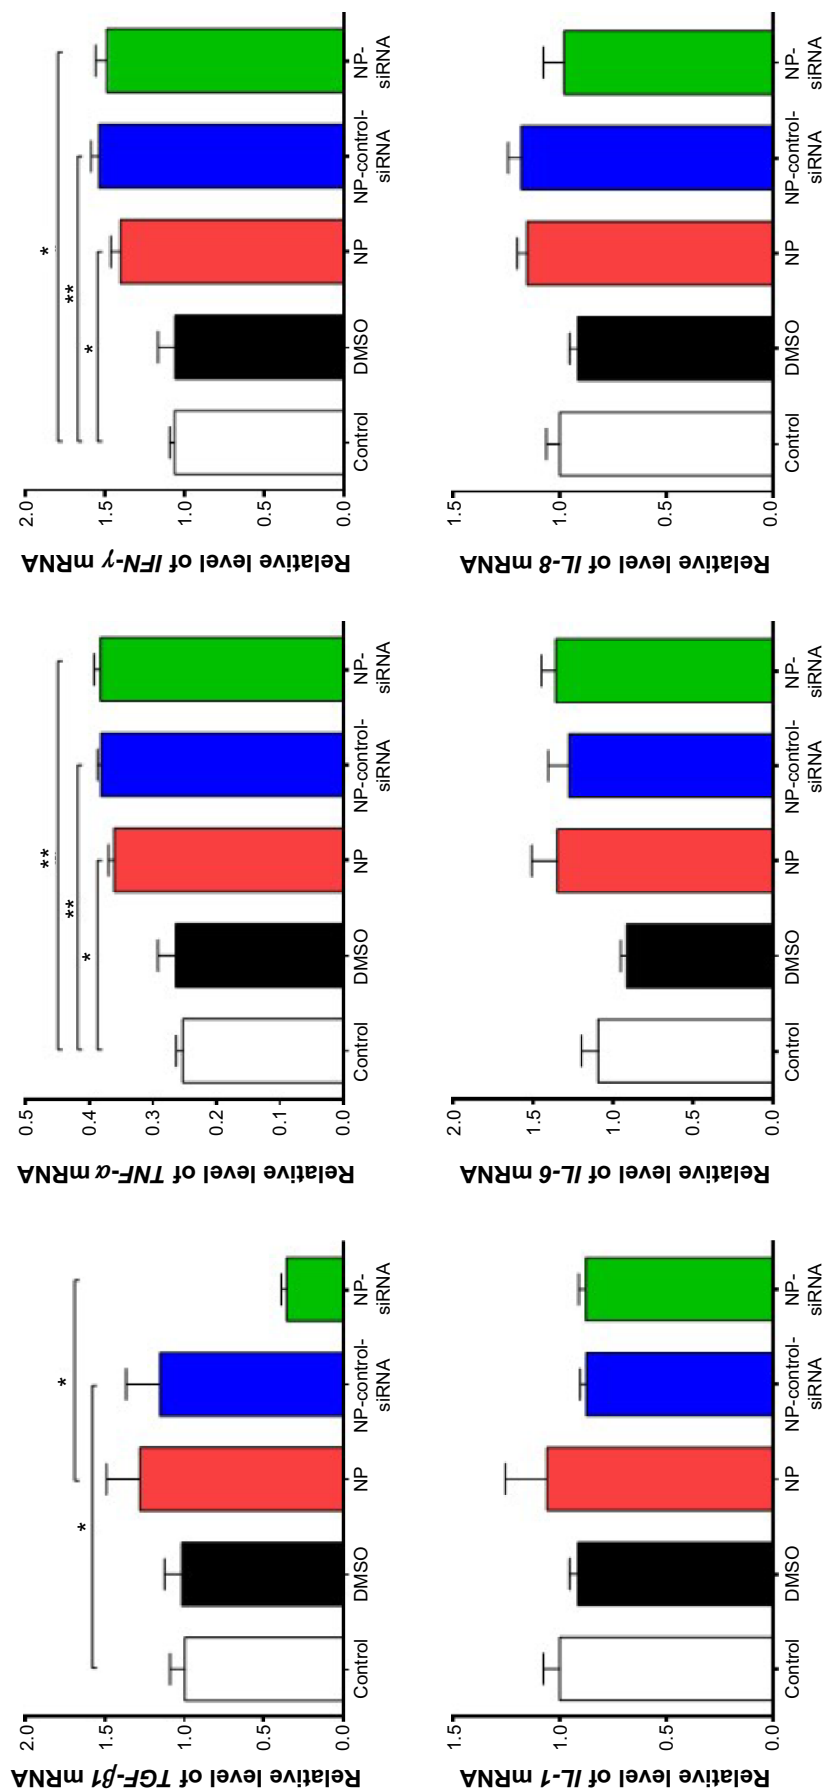 Relative level of TGF-β1 mRNA
2.0
1.5
1.0
0.5
0.0
*
*
Control
DMSO
NP
NP-control-
siRNA
NP-
siRNA
Relative level of TNF-α mRNA
0.5
0.4
0.3
0.2
0.1
0.0
**
**
*
Control
DMSO
NP
NP-control-
siRNA
NP-
siRNA
Relative level of IFN-γ mRNA
2.0
1.5
1.0
0.5
0.0
*
**
*
Control
DMSO
NP
NP-control-
siRNA
NP-
siRNA
Relative level of IL-1 mRNA
1.5
1.0
0.5
0.0
Control
DMSO
NP
NP-control-
siRNA
NP-
siRNA
Relative level of IL-6 mRNA
2.0
1.5
1.0
0.5
0.0
Control
DMSO
NP
NP-control-
siRNA
NP-
siRNA
Relative level of IL-8 mRNA
1.5
1.0
0.5
0.0
Control
DMSO
NP
NP-control-
siRNA
NP-
siRNA